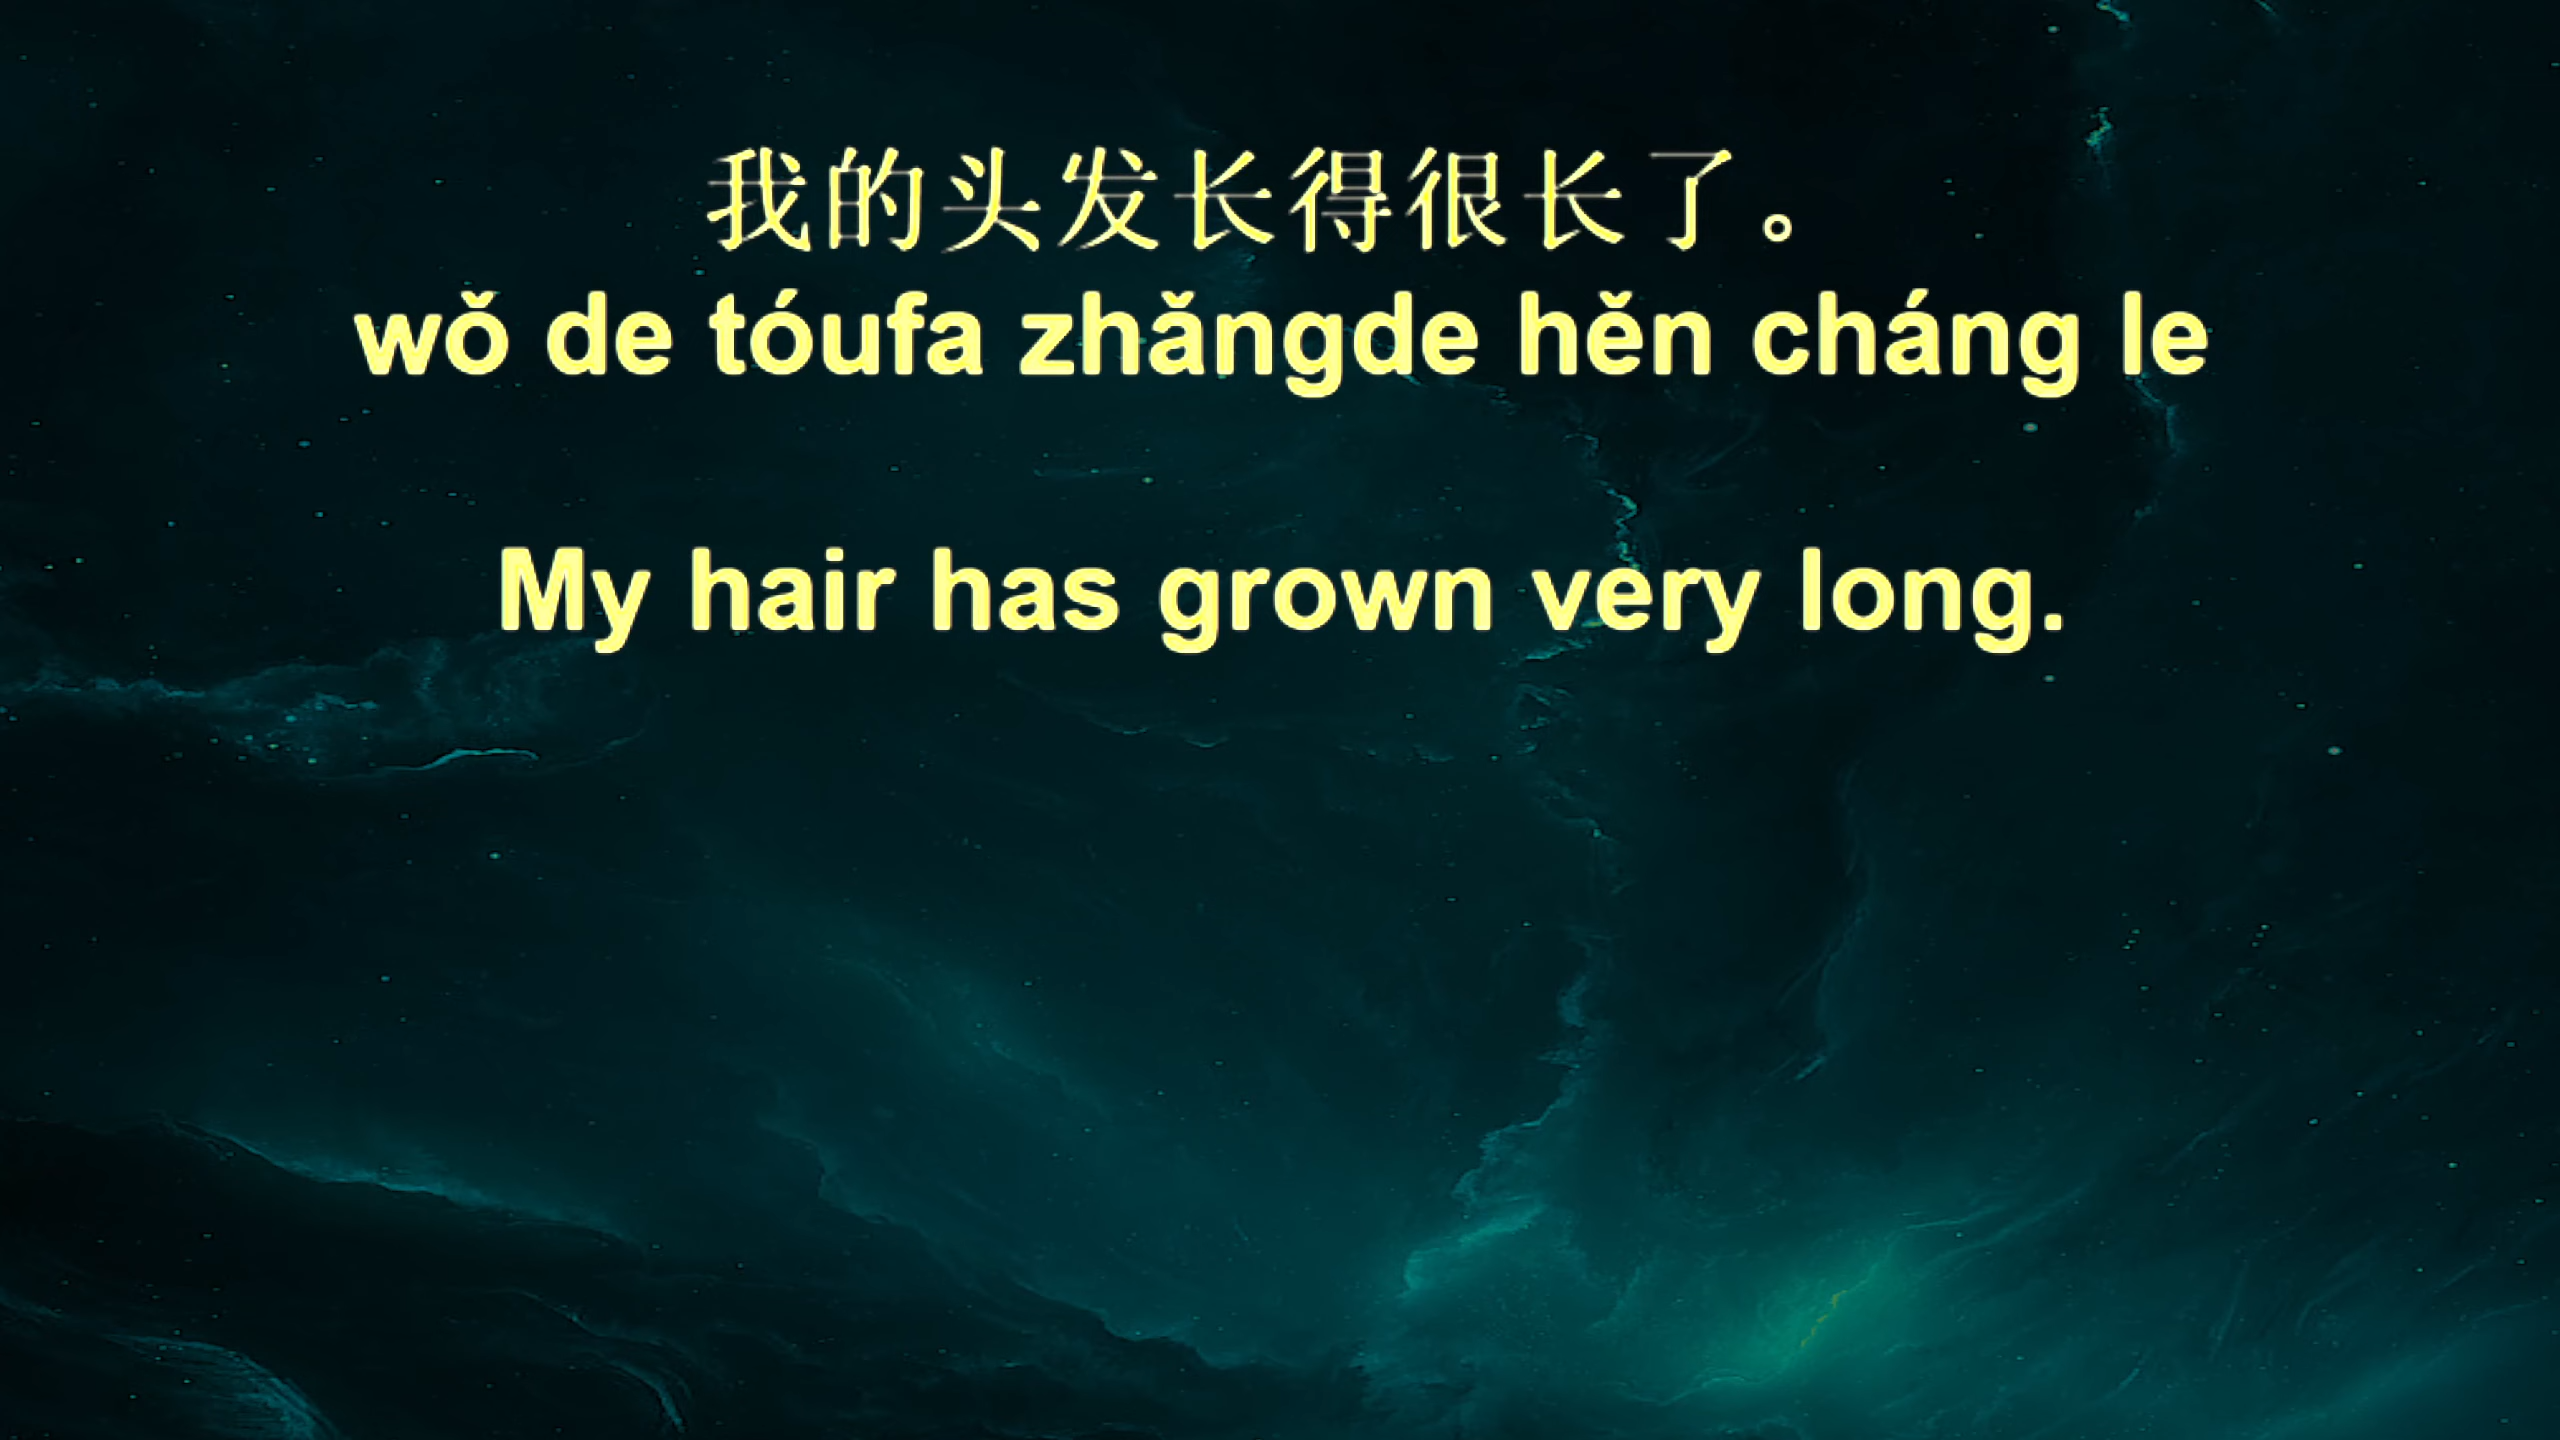 我的头发长得很长了。
wǒ de tóufa zhǎngde hěn cháng le
My hair has grown very long.